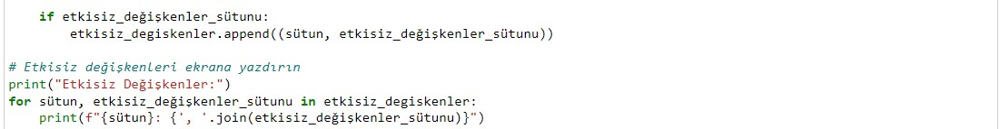 if etkisiz_değişkenler_sütunu:
etkisiz_degiskenler.append((sütun, etkisiz_değişkenler_sütunu))
# Etkisiz değişkenleri ekrana yazdırın
print("Etkisiz Değişkenler:")
for sütun, etkisiz_değişkenler_sütunu in etkisiz_degiskenler:
print(f"{sütun}: {', '.join(etkisiz_değişkenler_sütunu)}")